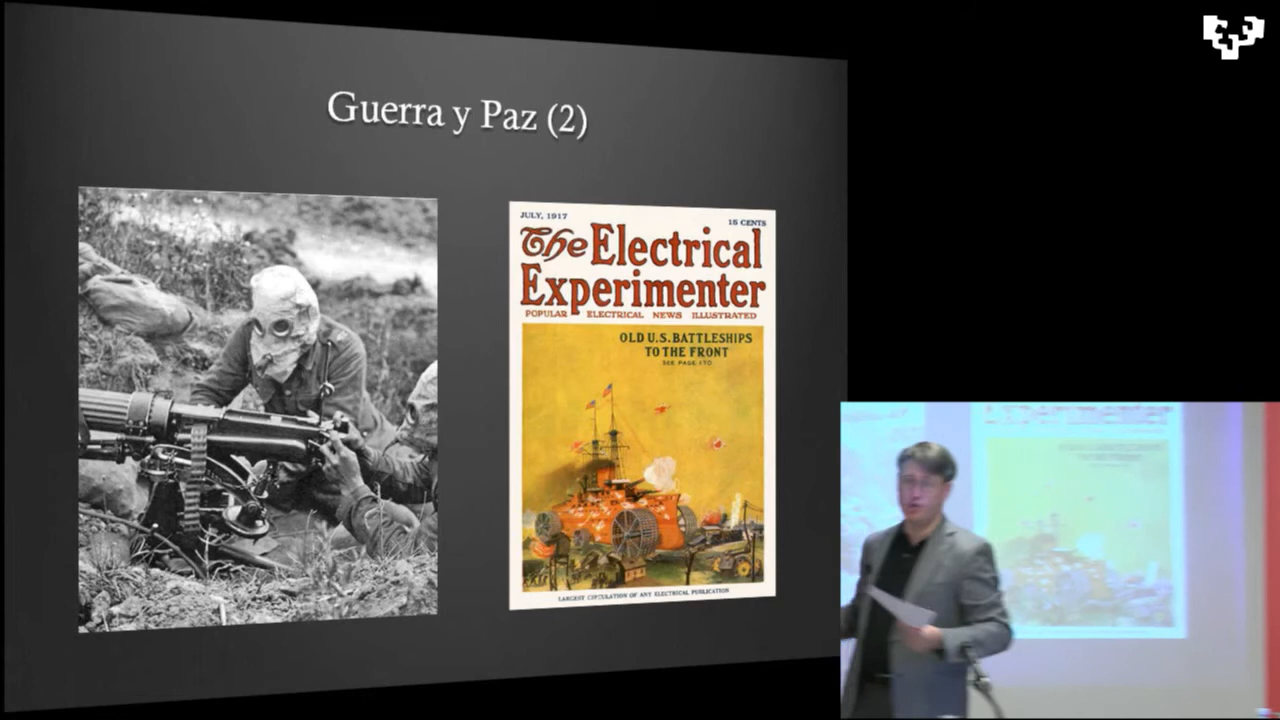 Guerra y Paz (2)
JULY, 1917
15 CENTS
The Electrical
Experimenter
POPULAR ELECTRICAL NEWS ILLUSTRATED
OLD U.S. BATTLESHIPS
TO THE FRONT
SEE PAGE 170
LARGEST CIRCULATION OF ANY ELECTRICAL PUBLICATION